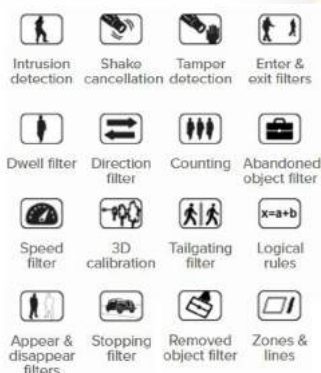 Intrusion detection
Shake cancellation
Tamper detection
Enter & exit filters
Dwell filter
Direction filter
Counting
Abandoned object filter
Speed filter
3D calibration
Tailgating filter
x=a+b
Logical rules
Appear & disappear filters
Stopping filter
Removed object filter
Zones & lines